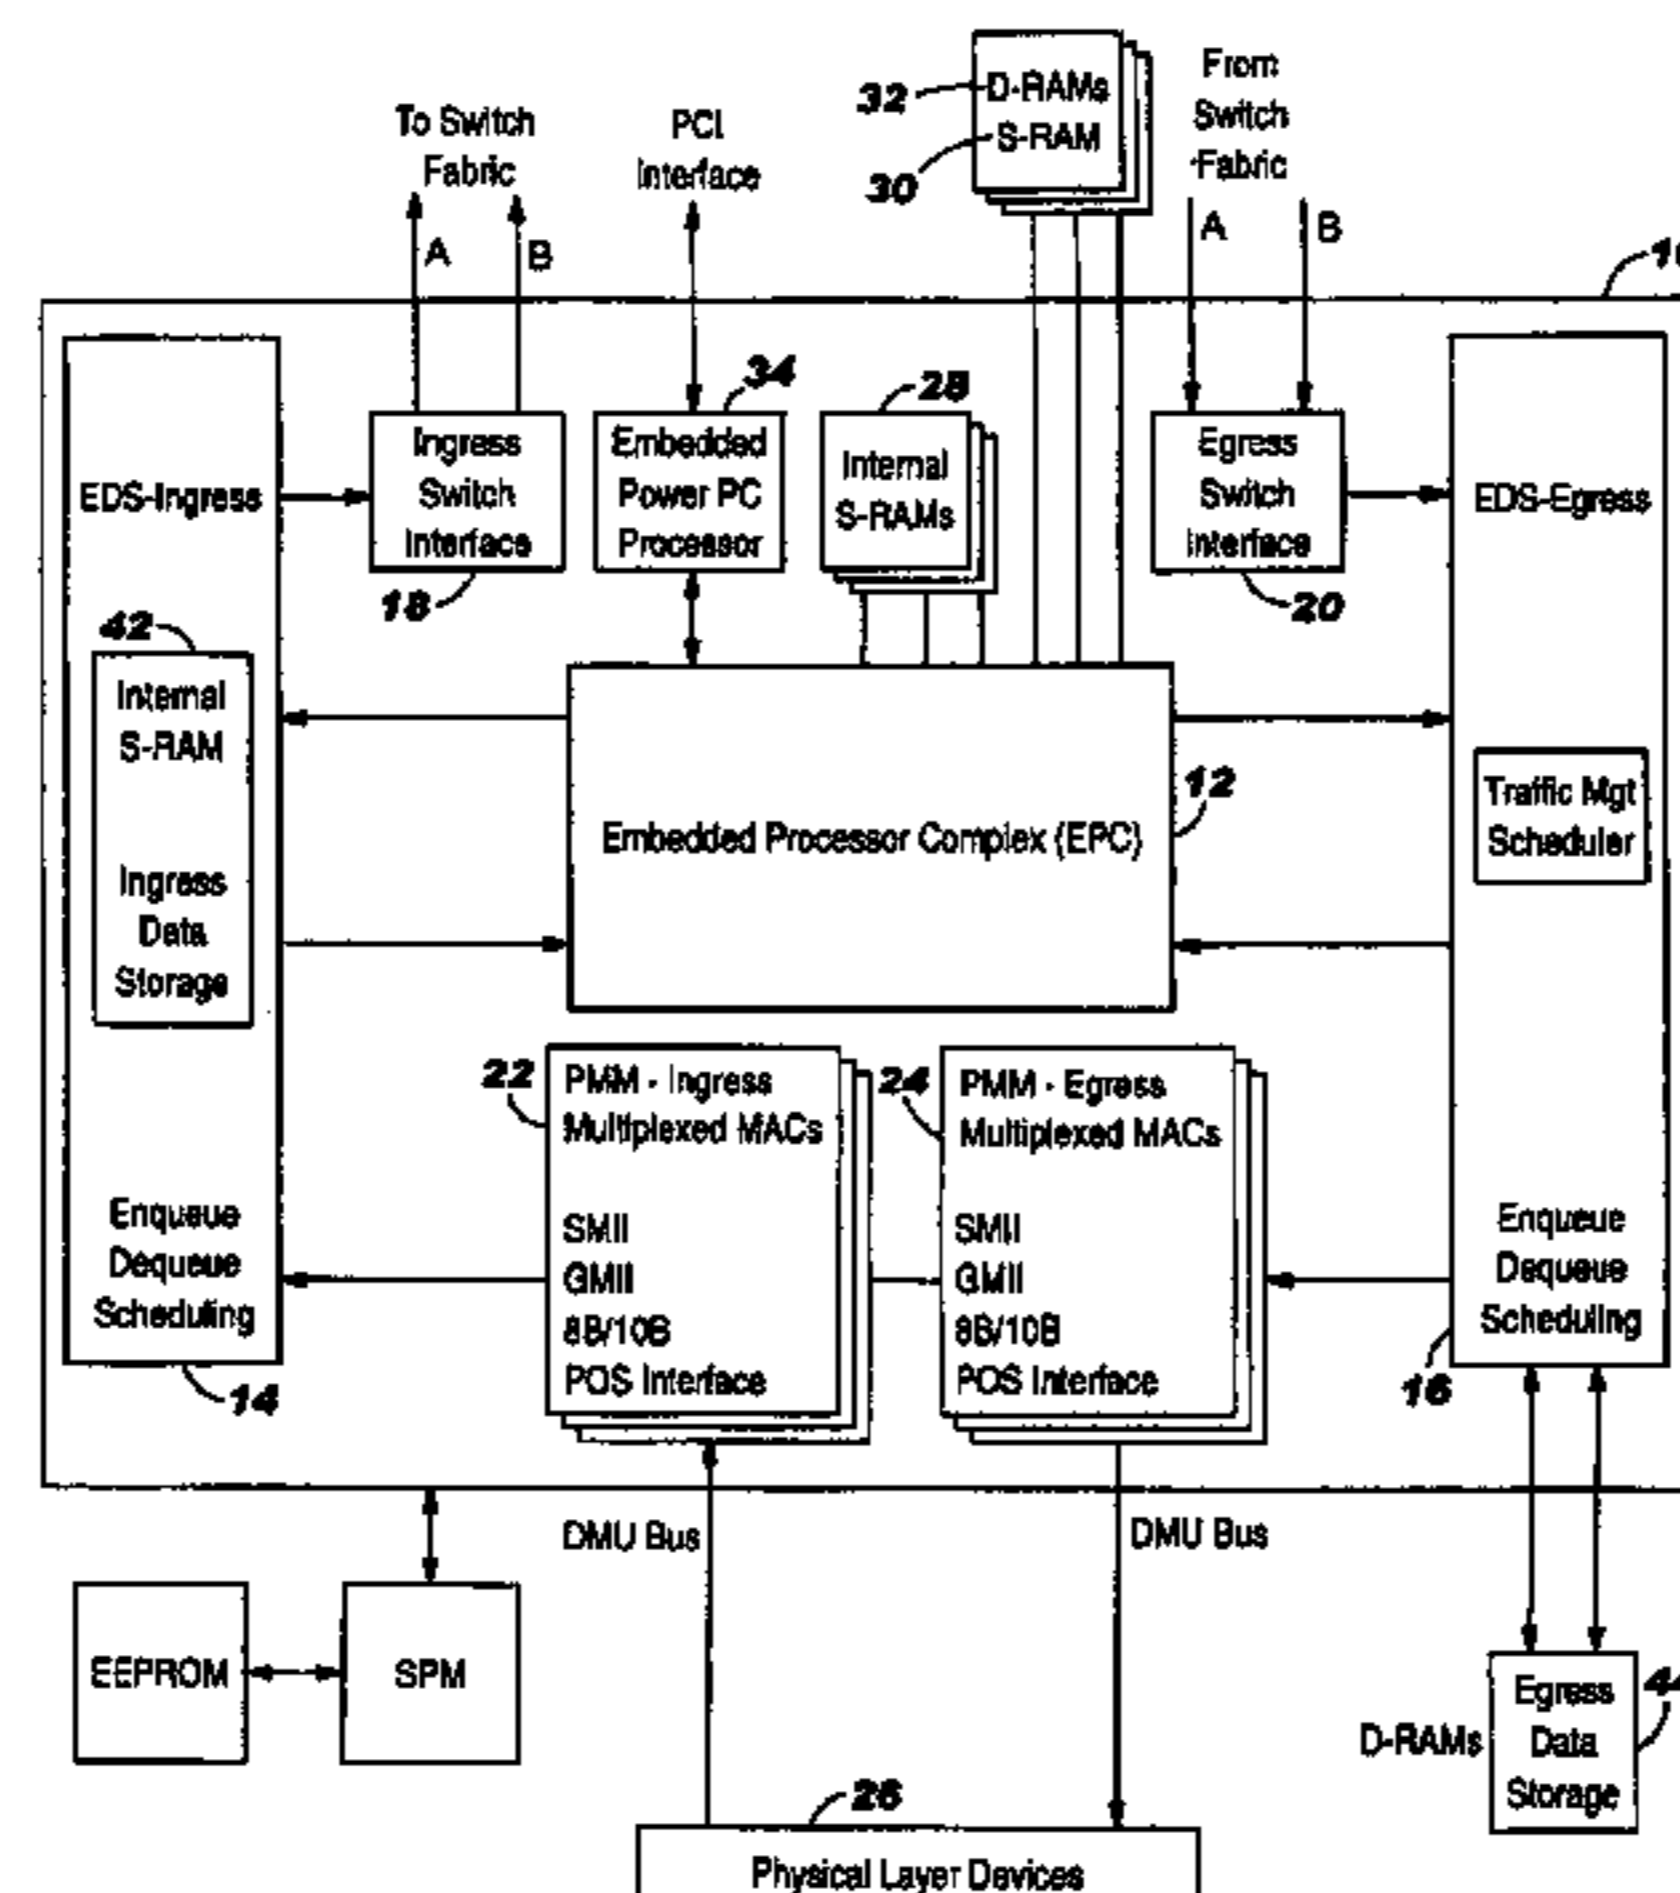 To Switch
Fabric
A
B
PCI
Interface
32
D-RAMs
S-RAM
30
From
Switch
Fabric
A
B
EDS-Ingress
42
Internal
S-RAM
Ingress
Data
Storage
Enqueue
Dequeue
Scheduling
14
Ingress
Switch
Interface
18
34
Embedded
Power PC
Processor
28
Internal
S-RAMs
Egress
Switch
Interface
20
EDS-Egress
Traffic Mgt
Scheduler
Enqueue
Dequeue
Scheduling
16
Embedded Processor Complex (EPC)
12
22
PMM - Ingress
Multiplexed MACs
SMII
GMII
8B/10B
POS Interface
24
PMM - Egress
Multiplexed MACs
SMII
GMII
8B/10B
POS Interface
DMU Bus
DMU Bus
EEPROM
SPM
D-RAMs
Egress
Data
Storage
44
26
Physical Layer Devices